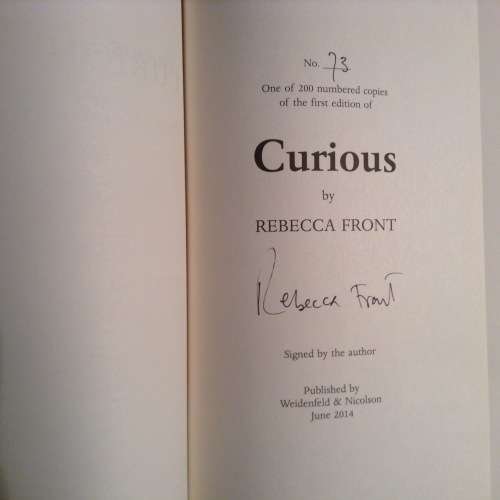 No. 73
One of 200 numbered copies
of the first edition of
Curious
by
REBECCA FRONT
Rebecca Front
Signed by the author
Published by
Weidenfeld & Nicolson
June 2014